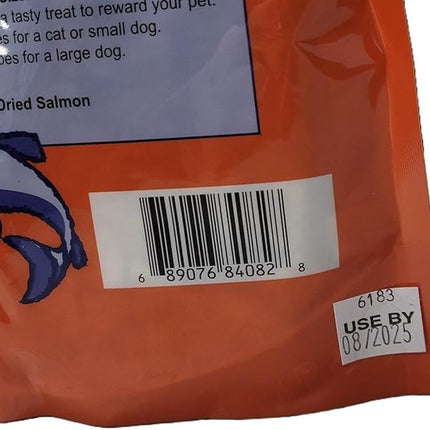 a tasty treat to reward your pet.
es for a cat or small dog.
oes for a large dog.
Dried Salmon
6 89076 84082 8
6183
USE BY
08/2025